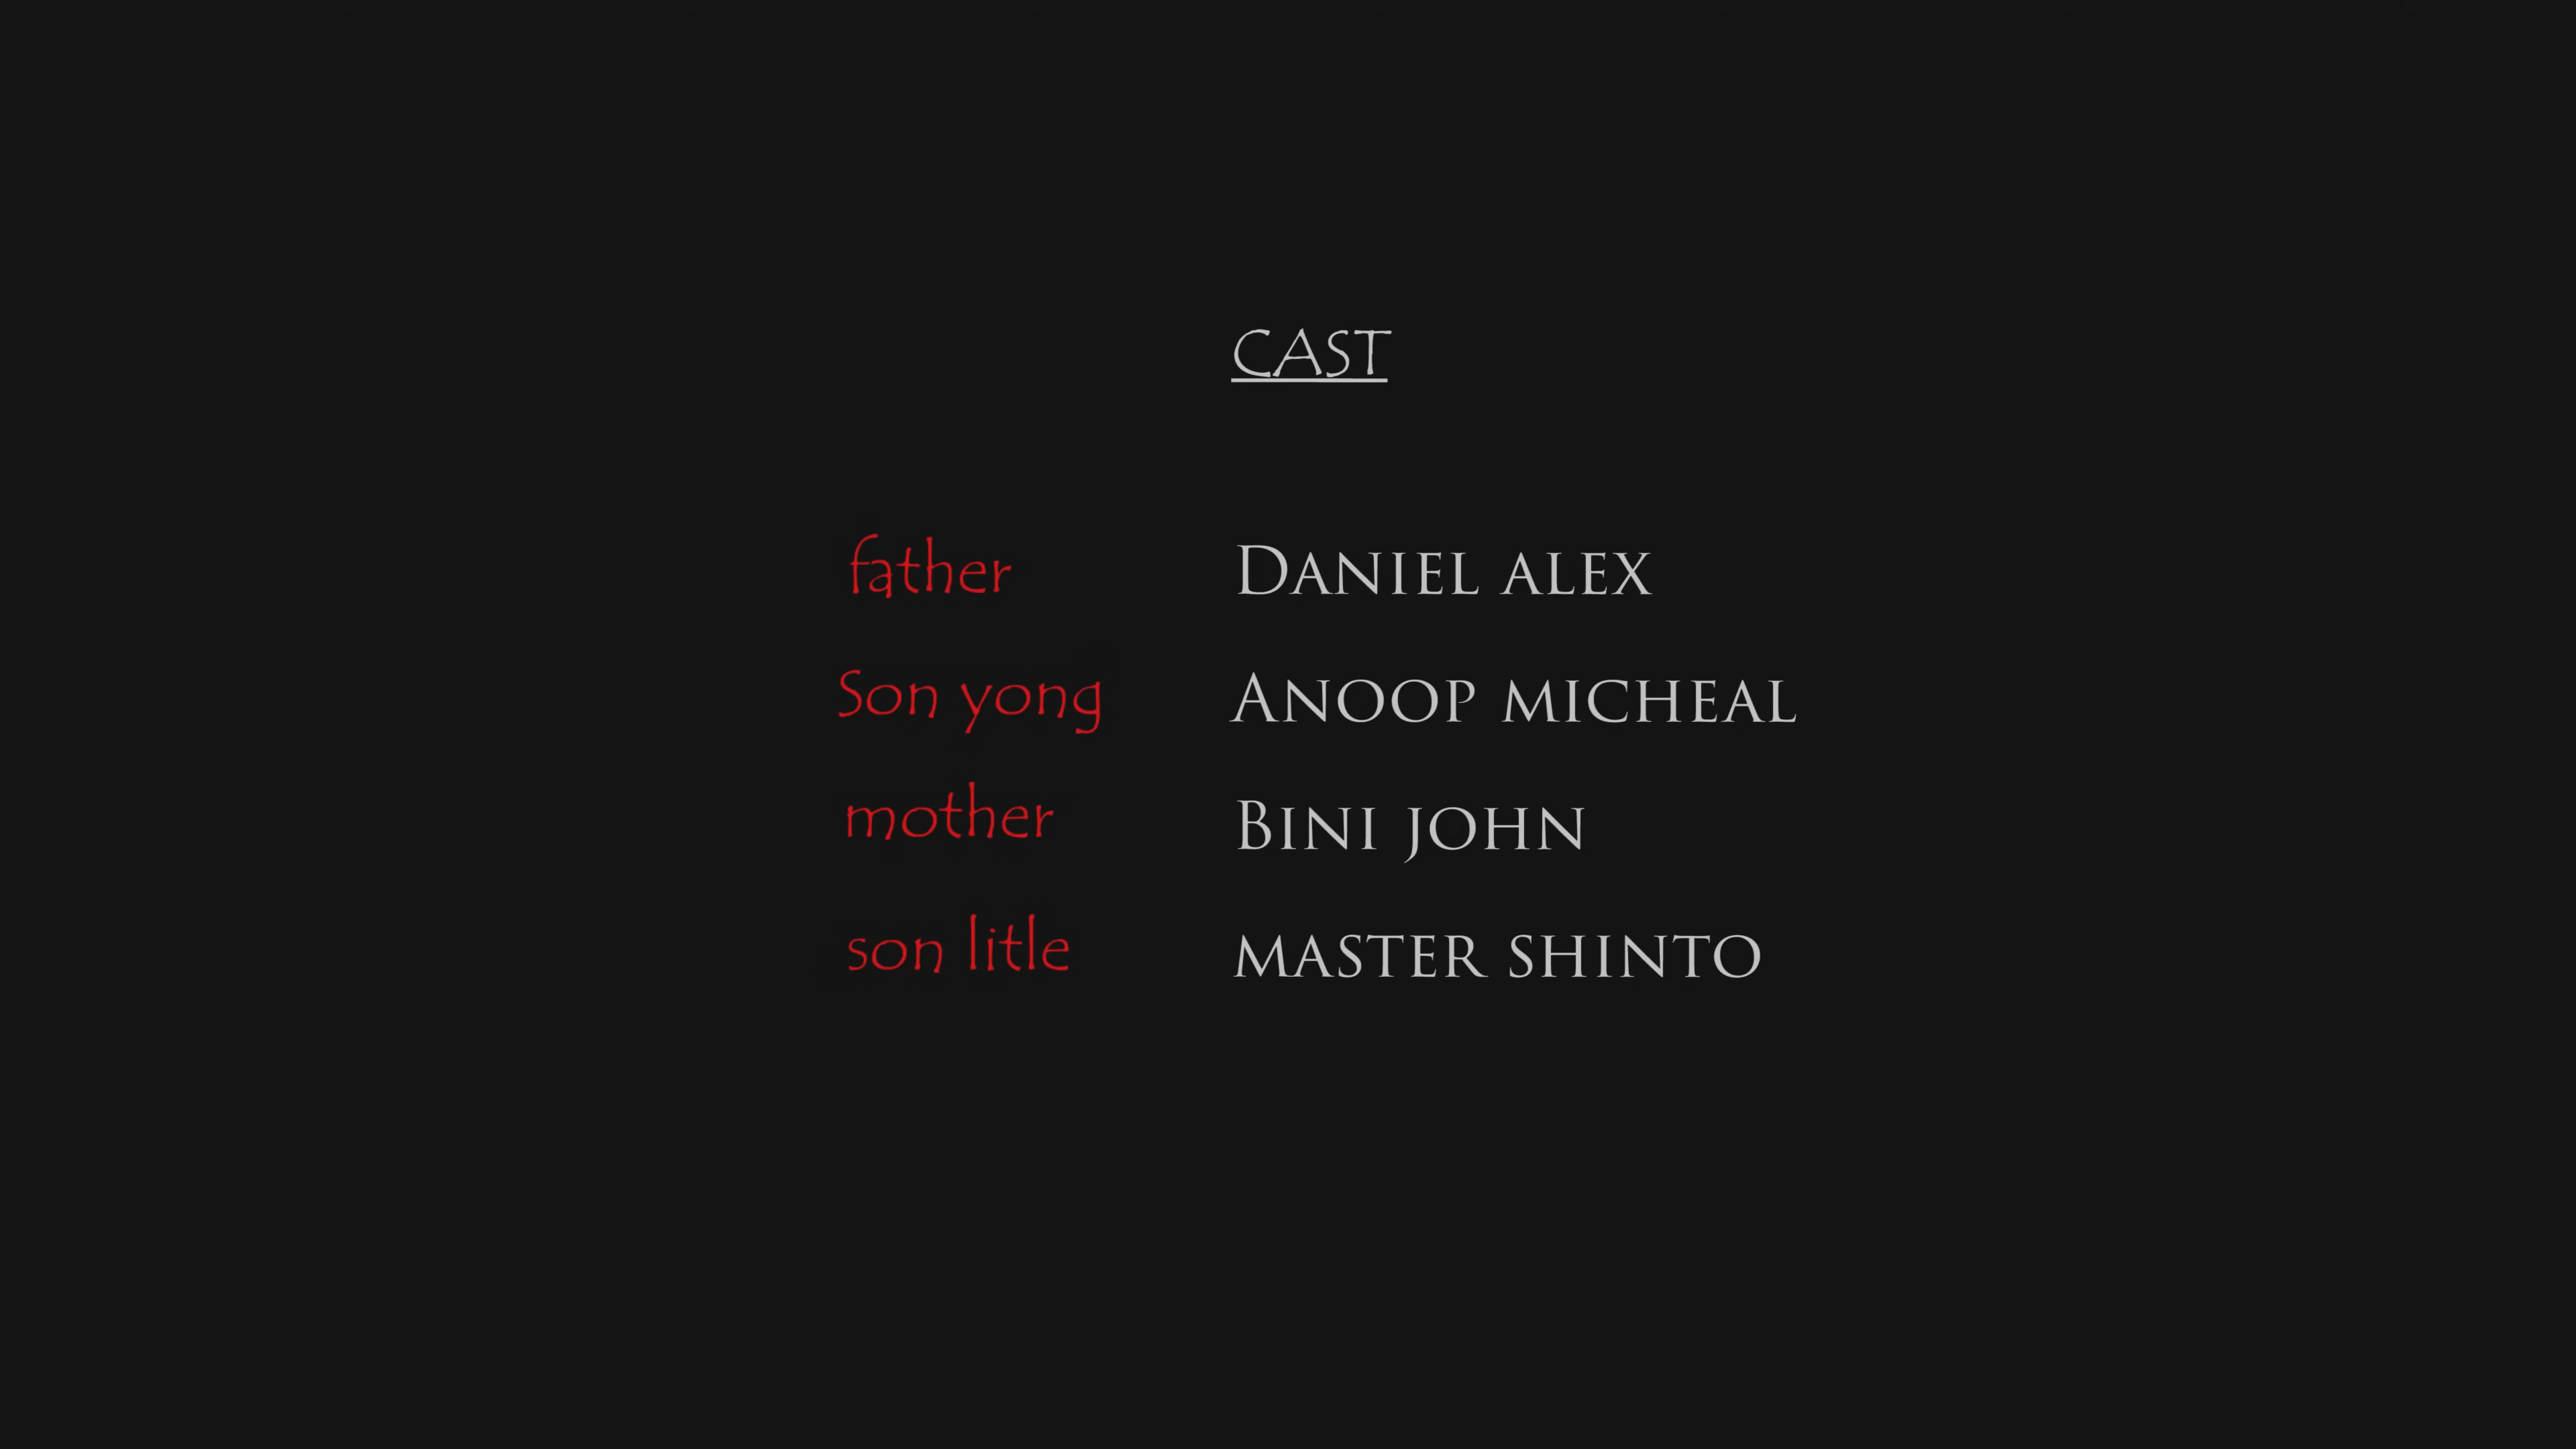 CAST
father Daniel alex
Son yong Anoop micheal
mother Bini john
son litle master shinto